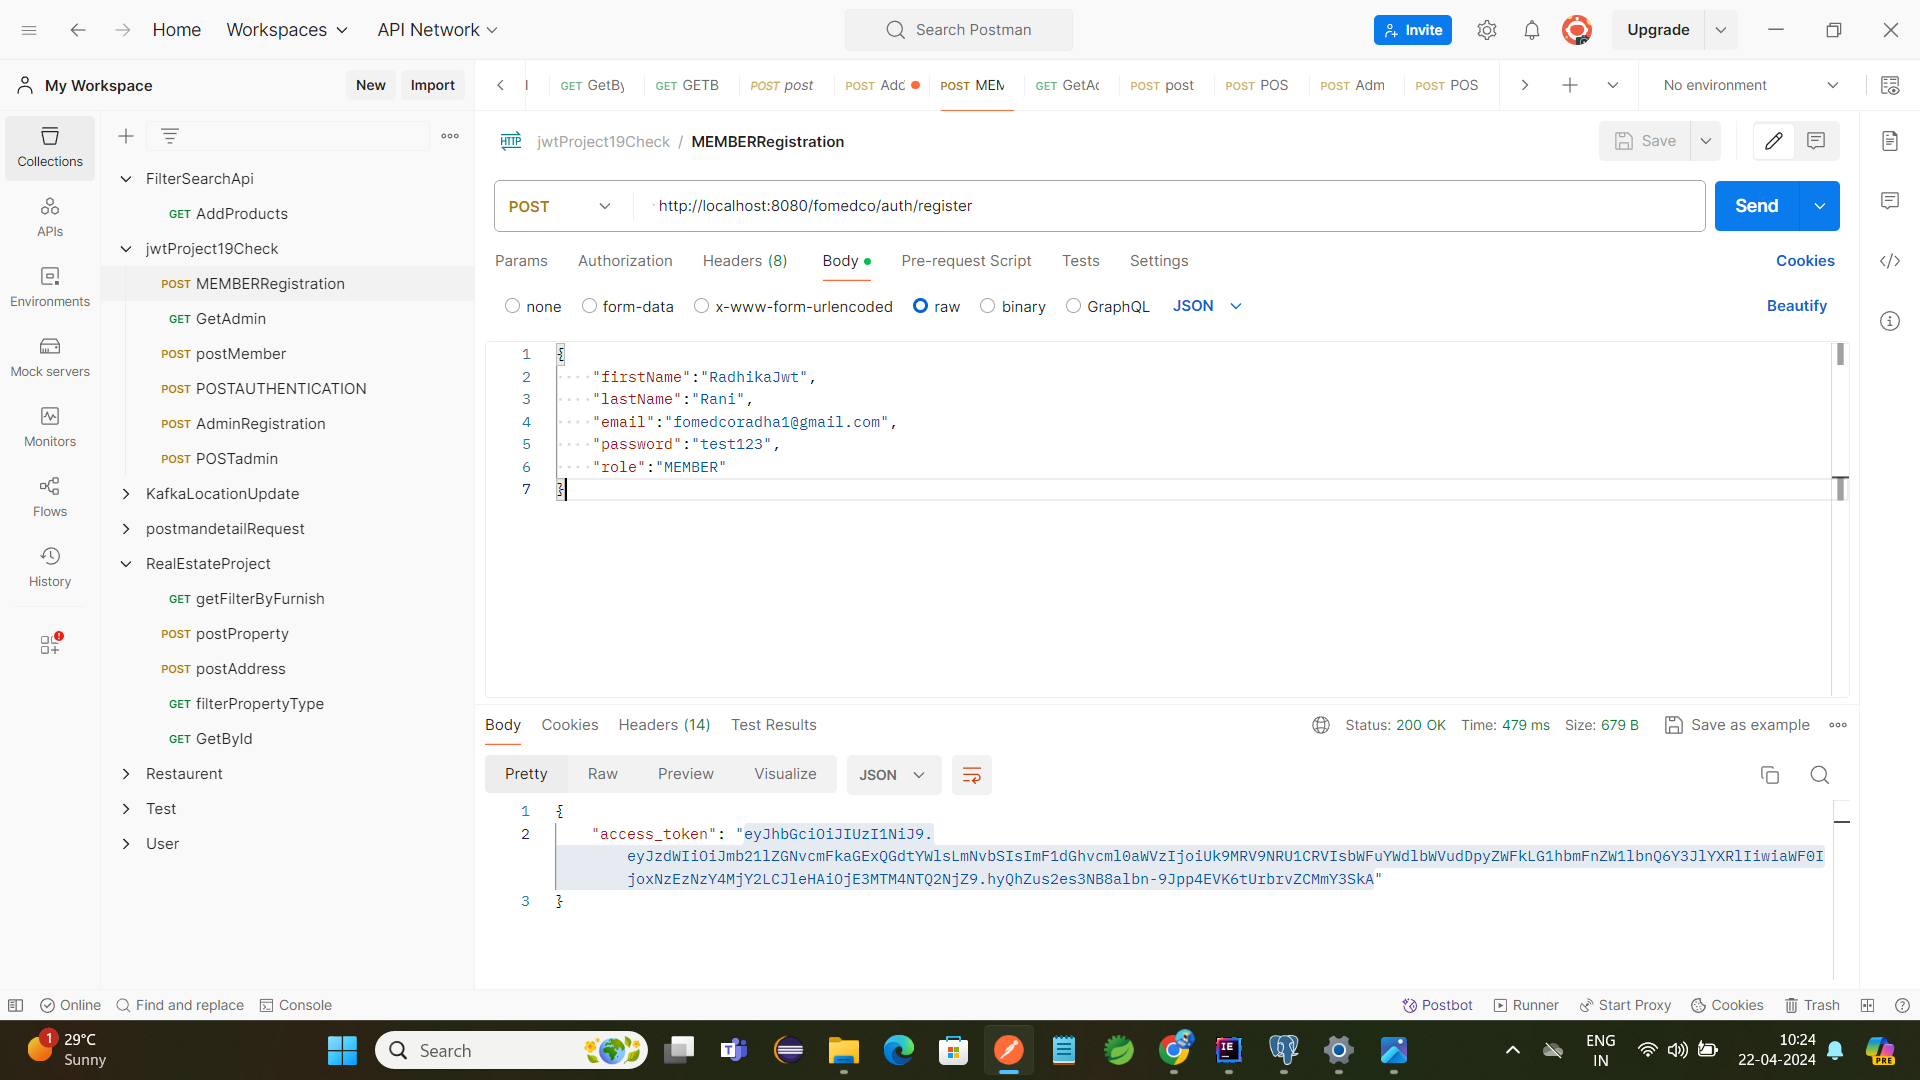 Home
Workspaces
API Network
Search Postman
Invite
Upgrade
My Workspace
New
Import
GET GetBy
GET GETB
POST post
POST Adc
POST MEM
GET GetAc
POST post
POST POS
POST Adm
POST POS
No environment
Collections
APIs
Environments
Mock servers
Monitors
Flows
History
FilterSearchApi
GET AddProducts
jwtProject19Check
POST MEMBERRegistration
GET GetAdmin
POST postMember
POST POSTAUTHENTICATION
POST AdminRegistration
POST POSTadmin
KafkaLocationUpdate
postmandetailRequest
RealEstateProject
GET getFilterByFurnish
POST postProperty
POST postAddress
GET filterPropertyType
GET GetById
Restaurent
Test
User
HTTP jwtProject19Check / MEMBERRegistration
Save
POST http://localhost:8080/fomedco/auth/register
Send
Params Authorization Headers (8) Body Pre-request Script Tests Settings
Cookies
none form-data x-www-form-urlencoded raw binary GraphQL JSON
Beautify
1 {
2 "firstName":"RadhikaJwt",
3 "lastName":"Rani",
4 "email":"fomedcoradha1@gmail.com",
5 "password":"test123",
6 "role":"MEMBER"
7 }
Body Cookies Headers (14) Test Results
Status: 200 OK Time: 479 ms Size: 679 B
Save as example
Pretty Raw Preview Visualize JSON
1 {
2 "access_token": "eyJhbGciOiJIUzI1NiJ9.
eyJzdWIiOiJmb21lZGNvcmFkaGExQGdtYWlsLmNvbSIsImF1dGhvcml0aWVzIjoiUk9MRV9NRU1CRVIsbWFuYWdlbWVudDpyZWFkLG1hbmFnZW1lbnQ6Y3JlYXRlIiwiaWF0I
joxNzEzNzY4MjY2LCJleHAiOjE3MTM4NTQ2NjZ9.hyQhZus2es3NB8albn-9Jpp4EVK6tUrbrvZCMmY3SkA"
3 }
Online
Find and replace
Console
Postbot
Runner
Start Proxy
Cookies
Trash
1
29°C
Sunny
Search
IE
ENG
IN
10:24
22-04-2024
PRE